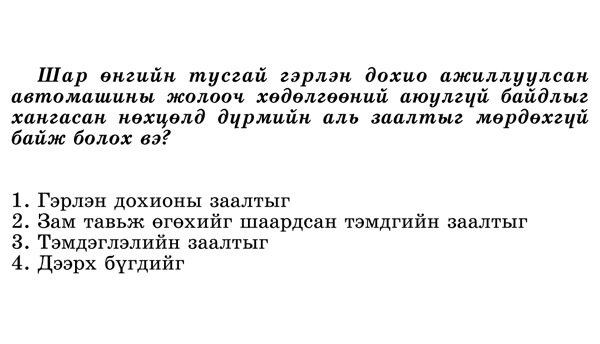 Шар өнгийн тусгай гэрлэн дохио ажиллуулсан
автомашины жолооч хөдөлгөөний аюулгүй байдлыг
хангасан нөхцөлд дүрмийн аль заалтыг мөрдөхгүй
байж болох вэ?
1. Гэрлэн дохионы заалтыг
2. Зам тавьж өгөхийг шаардсан тэмдгийн заалтыг
3. Тэмдэглэлийн заалтыг
4. Дээрх бүгдийг